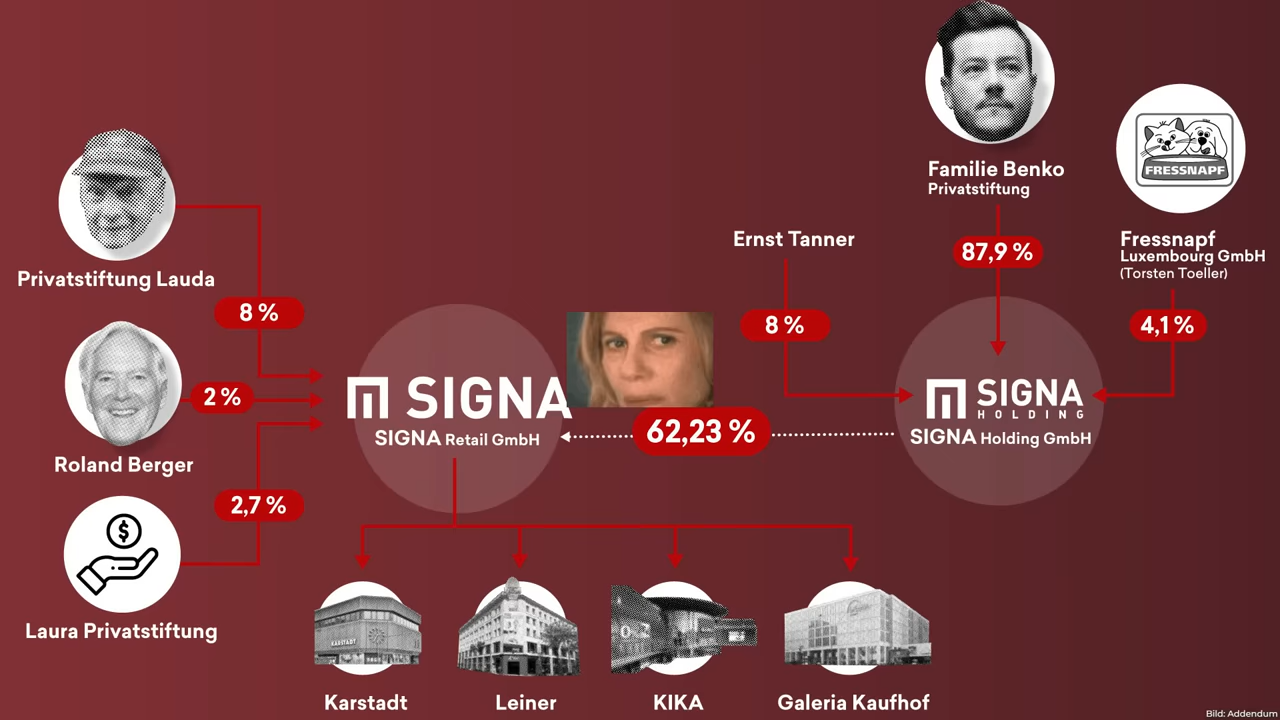 Familie Benko
Privatstiftung
87,9 %
FRESSNAPF
Fressnapf
Luxembourg GmbH
(Torsten Toeller)
4,1 %
Ernst Tanner
8 %
SIGNA
HOLDING
SIGNA Holding GmbH
62,23 %
Privatstiftung Lauda
8 %
Roland Berger
2 %
Laura Privatstiftung
2,7 %
SIGNA
SIGNA Retail GmbH
KARSTADT
Karstadt
Leiner
KIKA
Galeria Kaufhof
Bild: Addendum